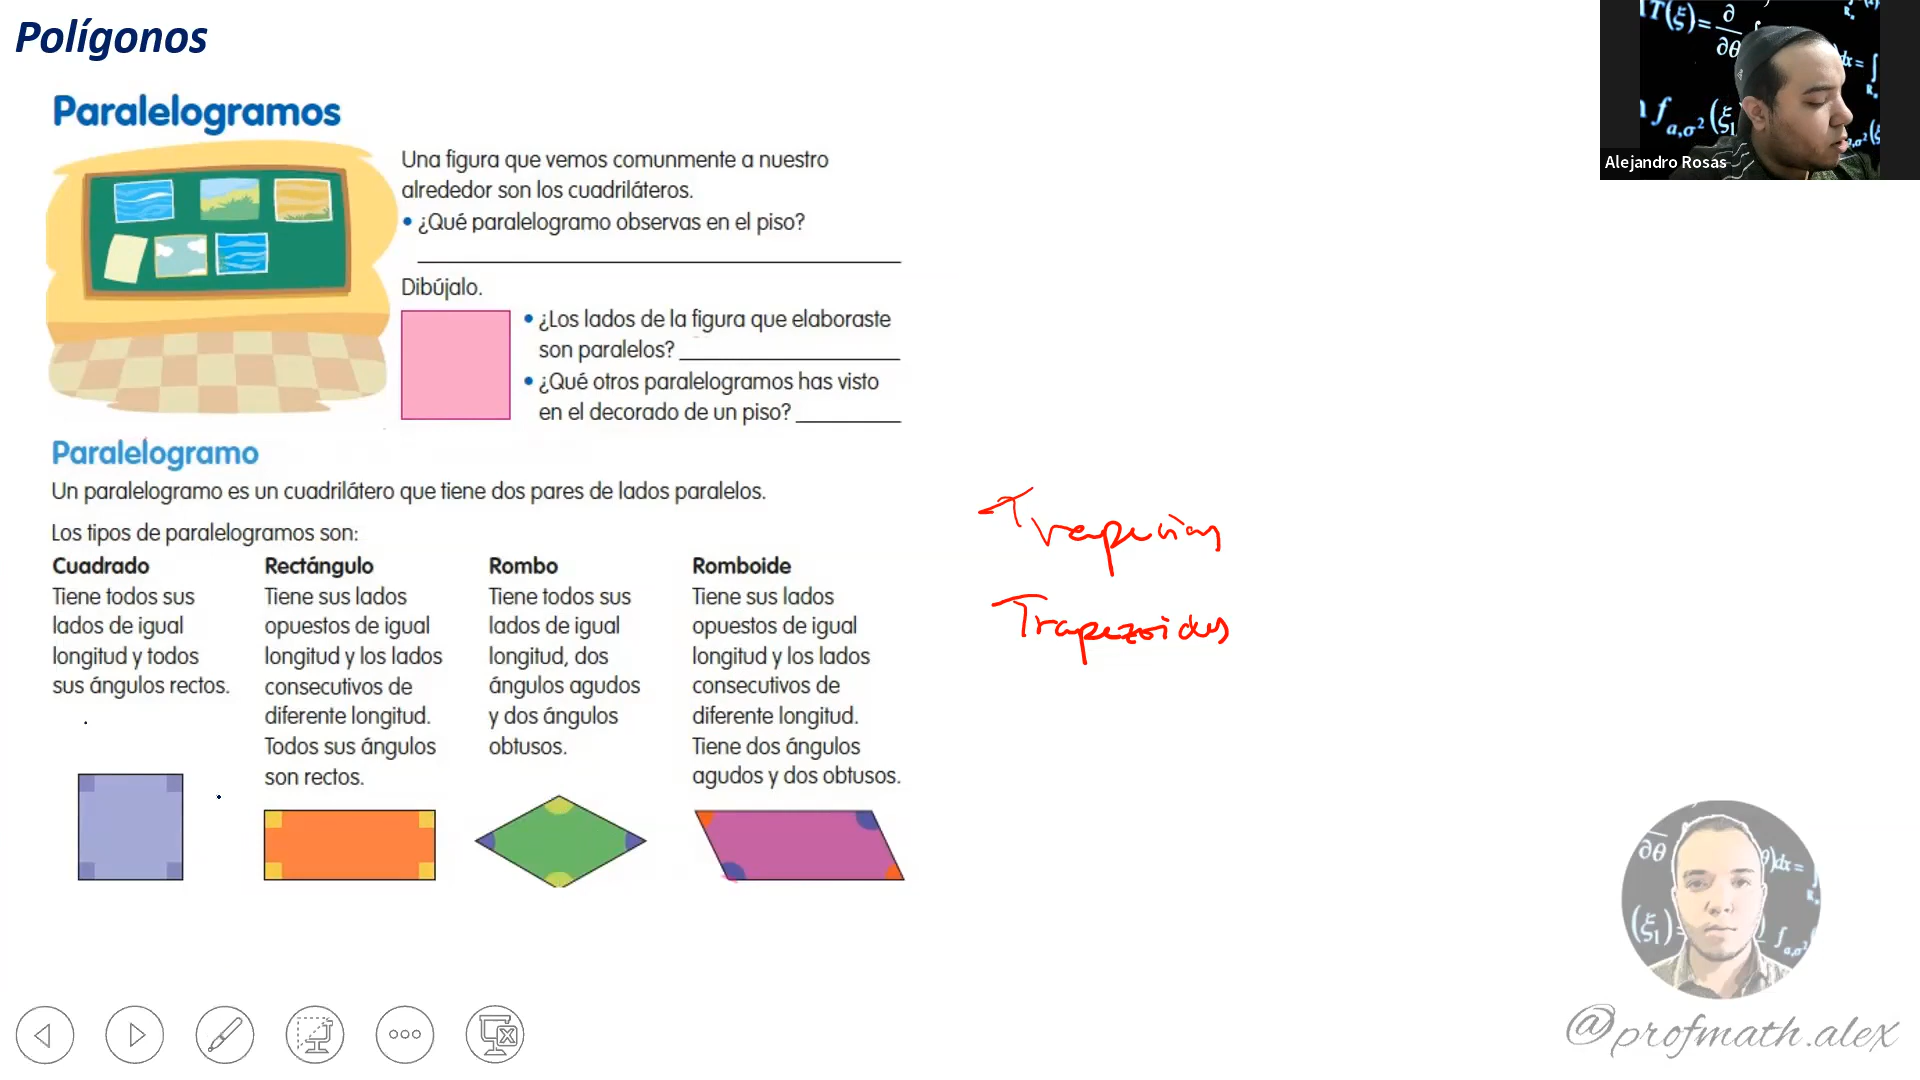 Polígonos
Paralelogramos
Una figura que vemos comunmente a nuestro
alrededor son los cuadriláteros.
• ¿Qué paralelogramo observas en el piso?
Dibújalo.
• ¿Los lados de la figura que elaboraste
son paralelos?
• ¿Qué otros paralelogramos has visto
en el decorado de un piso?
Paralelogramo
Un paralelogramo es un cuadrilátero que tiene dos pares de lados paralelos.
Los tipos de paralelogramos son:
Cuadrado
Tiene todos sus
lados de igual
longitud y todos
sus ángulos rectos.
Rectángulo
Tiene sus lados
opuestos de igual
longitud y los lados
consecutivos de
diferente longitud.
Todos sus ángulos
son rectos.
Rombo
Tiene todos sus
lados de igual
longitud, dos
ángulos agudos
y dos ángulos
obtusos.
Romboide
Tiene sus lados
opuestos de igual
longitud y los lados
consecutivos de
diferente longitud.
Tiene dos ángulos
agudos y dos obtusos.
Trapecios
Trapezoides
Alejandro Rosas
@profmath.alex